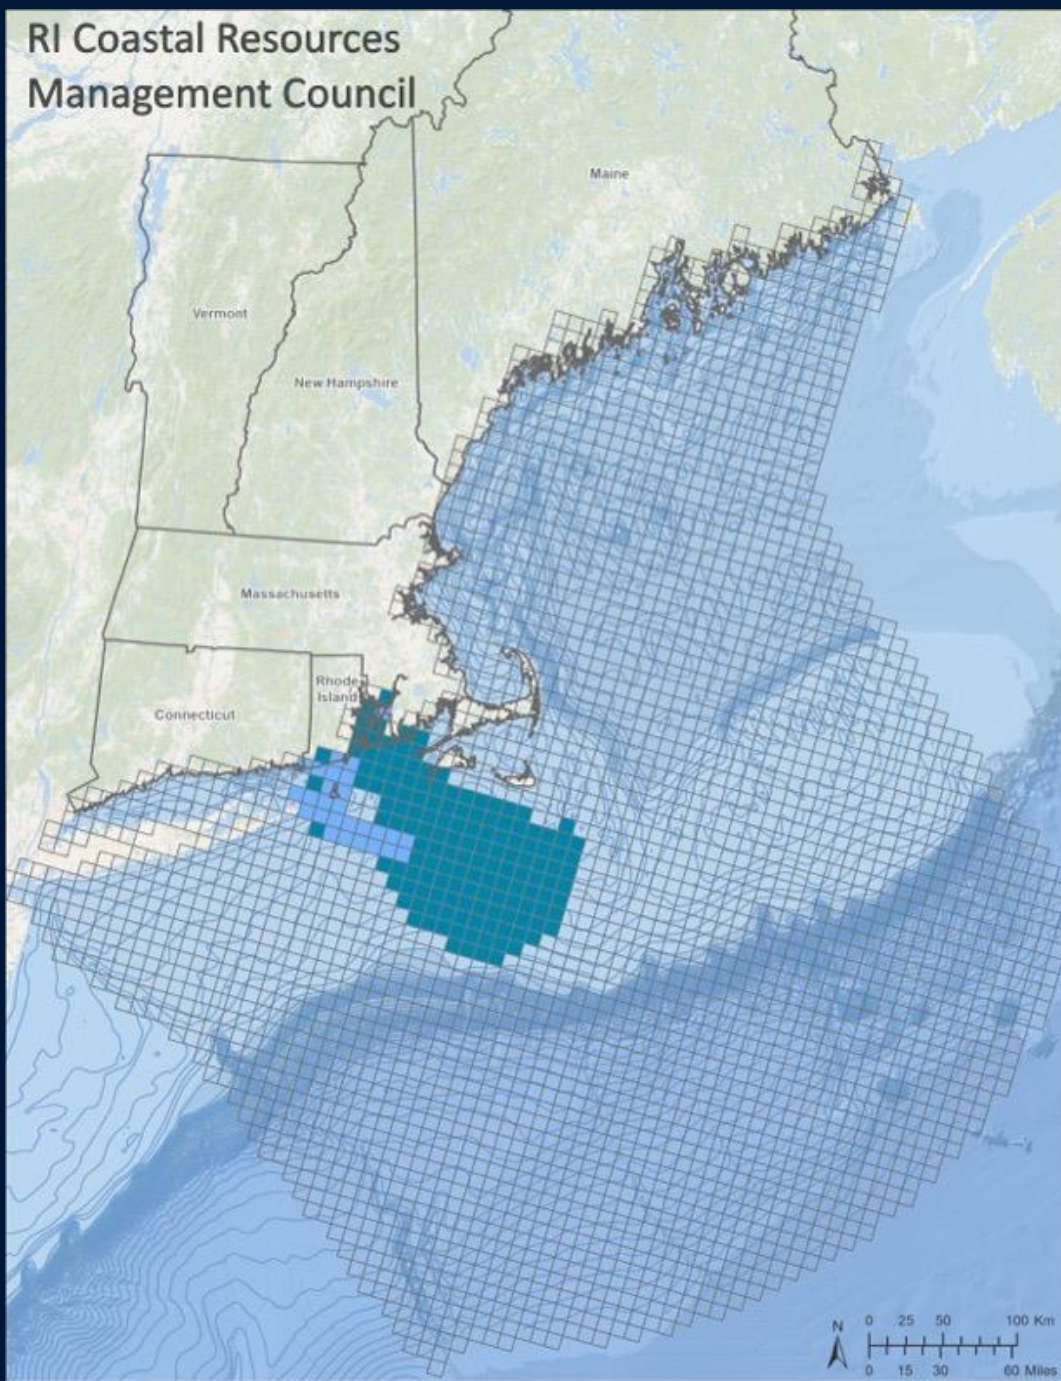 RI Coastal Resources
Management Council
Maine
Vermont
New Hampshire
Massachusetts
Rhode
Island
Connecticut
N
0 25 50 100 Km
0 15 30 60 Miles